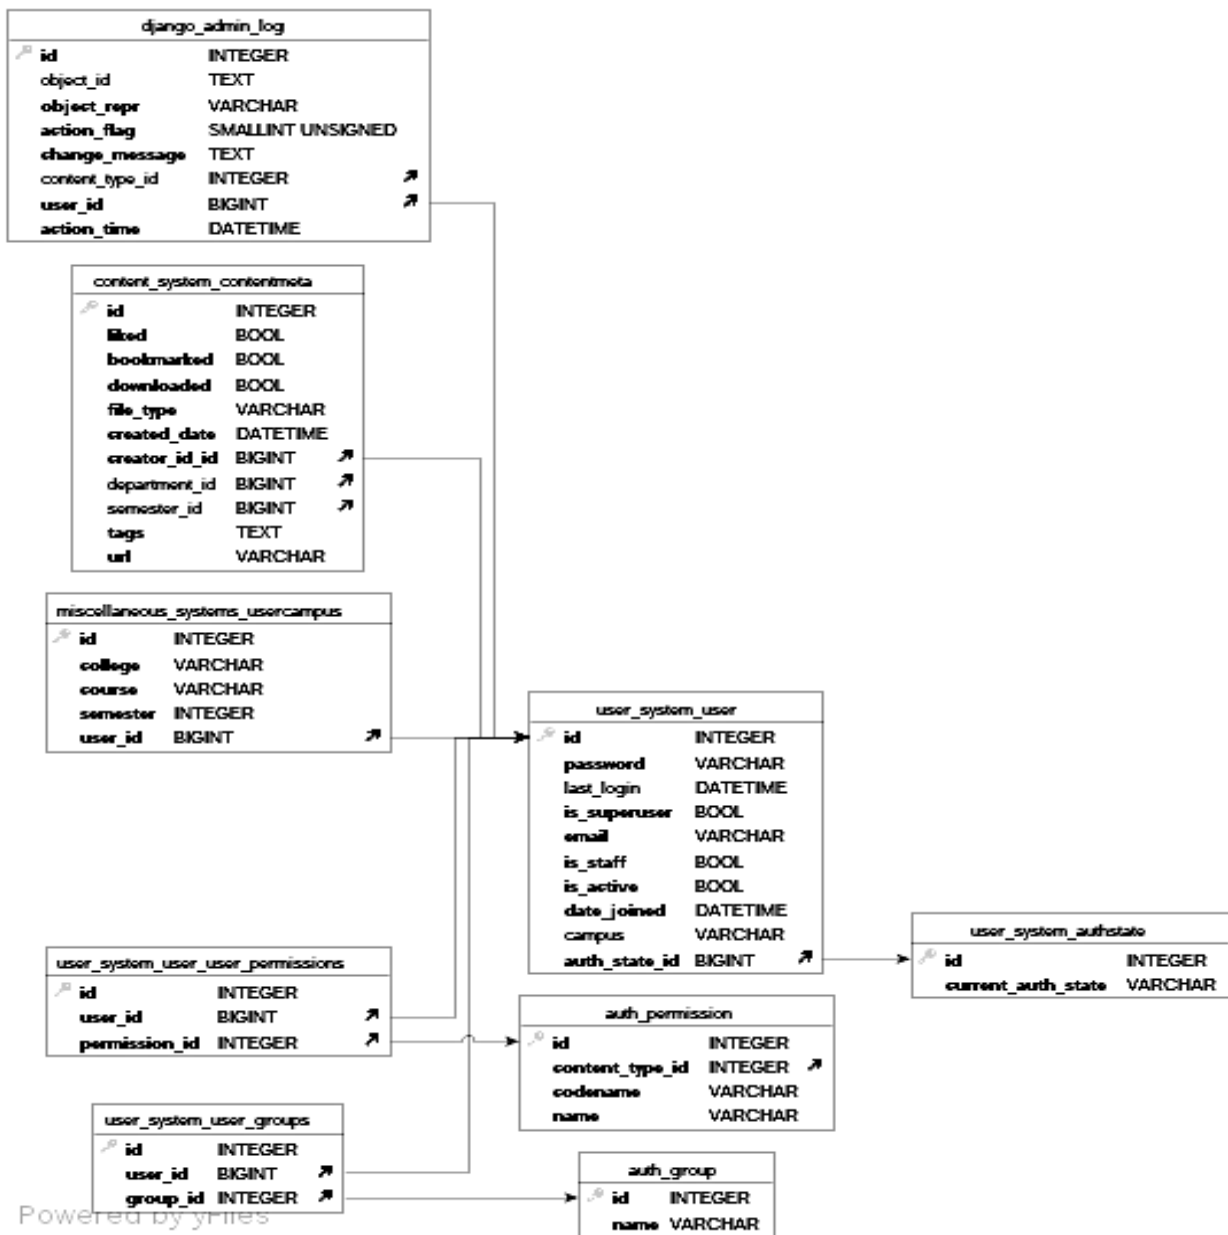 django_admin_log
id INTEGER
object_id TEXT
object_repr VARCHAR
action_flag SMALLINT UNSIGNED
change_message TEXT
content_type_id INTEGER
user_id BIGINT
action_time DATETIME
content_system_contentmeta
id INTEGER
liked BOOL
bookmarked BOOL
downloaded BOOL
file_type VARCHAR
created_date DATETIME
creator_id_id BIGINT
department_id BIGINT
semester_id BIGINT
tags TEXT
url VARCHAR
miscellaneous_systems_usercampus
id INTEGER
college VARCHAR
course VARCHAR
semester INTEGER
user_id BIGINT
user_system_user
id INTEGER
password VARCHAR
last_login DATETIME
is_superuser BOOL
email VARCHAR
is_staff BOOL
is_active BOOL
date_joined DATETIME
campus VARCHAR
auth_state_id BIGINT
user_system_authstate
id INTEGER
current_auth_state VARCHAR
user_system_user_user_permissions
id INTEGER
user_id BIGINT
permission_id INTEGER
auth_permission
id INTEGER
content_type_id INTEGER
codename VARCHAR
name VARCHAR
user_system_user_groups
id INTEGER
user_id BIGINT
group_id INTEGER
auth_group
id INTEGER
name VARCHAR
Powered by yFiles